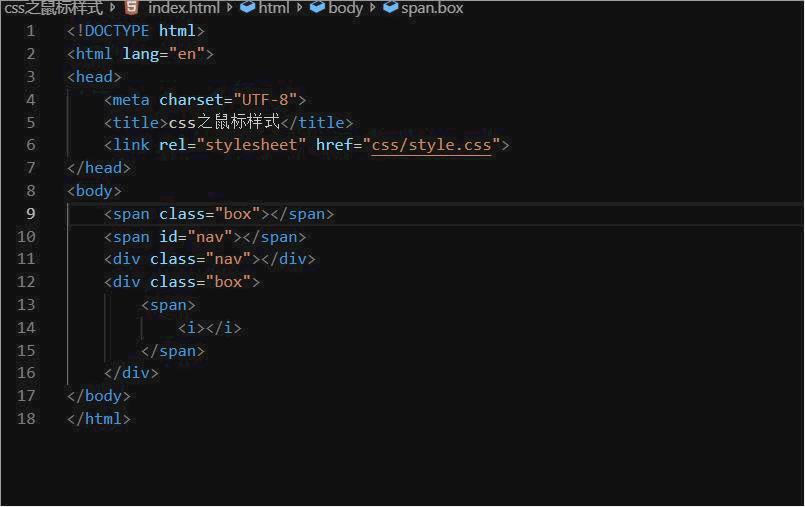 css之鼠标样式 > index.html > html > body > span.box
1 <!DOCTYPE html>
2 <html lang="en">
3 <head>
4     <meta charset="UTF-8">
5     <title>css之鼠标样式</title>
6     <link rel="stylesheet" href="css/style.css">
7 </head>
8 <body>
9     <span class="box"></span>
10     <span id="nav"></span>
11     <div class="nav"></div>
12     <div class="box">
13         <span>
14             <i></i>
15         </span>
16     </div>
17 </body>
18 </html>